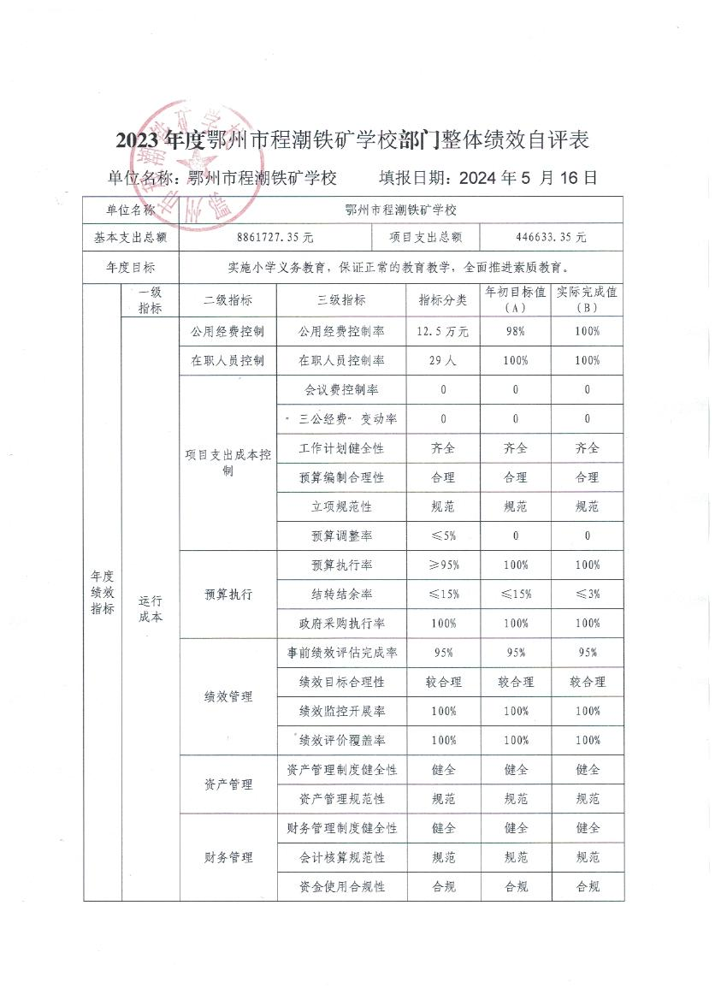 2023年度鄂州市程潮铁矿学校部门整体绩效自评表
单位名称：鄂州市程潮铁矿学校 填报日期：2024年5月16日
单位名称 鄂州市程潮铁矿学校
基本支出总额 8861727.35元 项目支出总额 446633.35元
年度目标 实施小学义务教育，保证正常的教育教学，全面推进素质教育。
年度绩效指标
一级指标 二级指标 三级指标 指标分类 年初目标值（A） 实际完成值（B）
运行成本
公用经费控制 公用经费控制率 12.5万元 98% 100%
在职人员控制 在职人员控制率 29人 100% 100%
项目支出成本控制
会议费控制率 0 0 0
“三公经费”变动率 0 0 0
工作计划健全性 齐全 齐全 齐全
预算编制合理性 合理 合理 合理
立项规范性 规范 规范 规范
预算调整率 ≤5% 0 0
预算执行
预算执行率 ≥95% 100% 100%
结转结余率 ≤15% ≤15% ≤3%
政府采购执行率 100% 100% 100%
绩效管理
事前绩效评估完成率 95% 95% 95%
绩效目标合理性 较合理 较合理 较合理
绩效监控开展率 100% 100% 100%
绩效评价覆盖率 100% 100% 100%
资产管理
资产管理制度健全性 健全 健全 健全
资产管理规范性 规范 规范 规范
财务管理
财务管理制度健全性 健全 健全 健全
会计核算规范性 规范 规范 规范
资金使用合规性 合规 合规 合规
鄂州市程潮铁矿学校